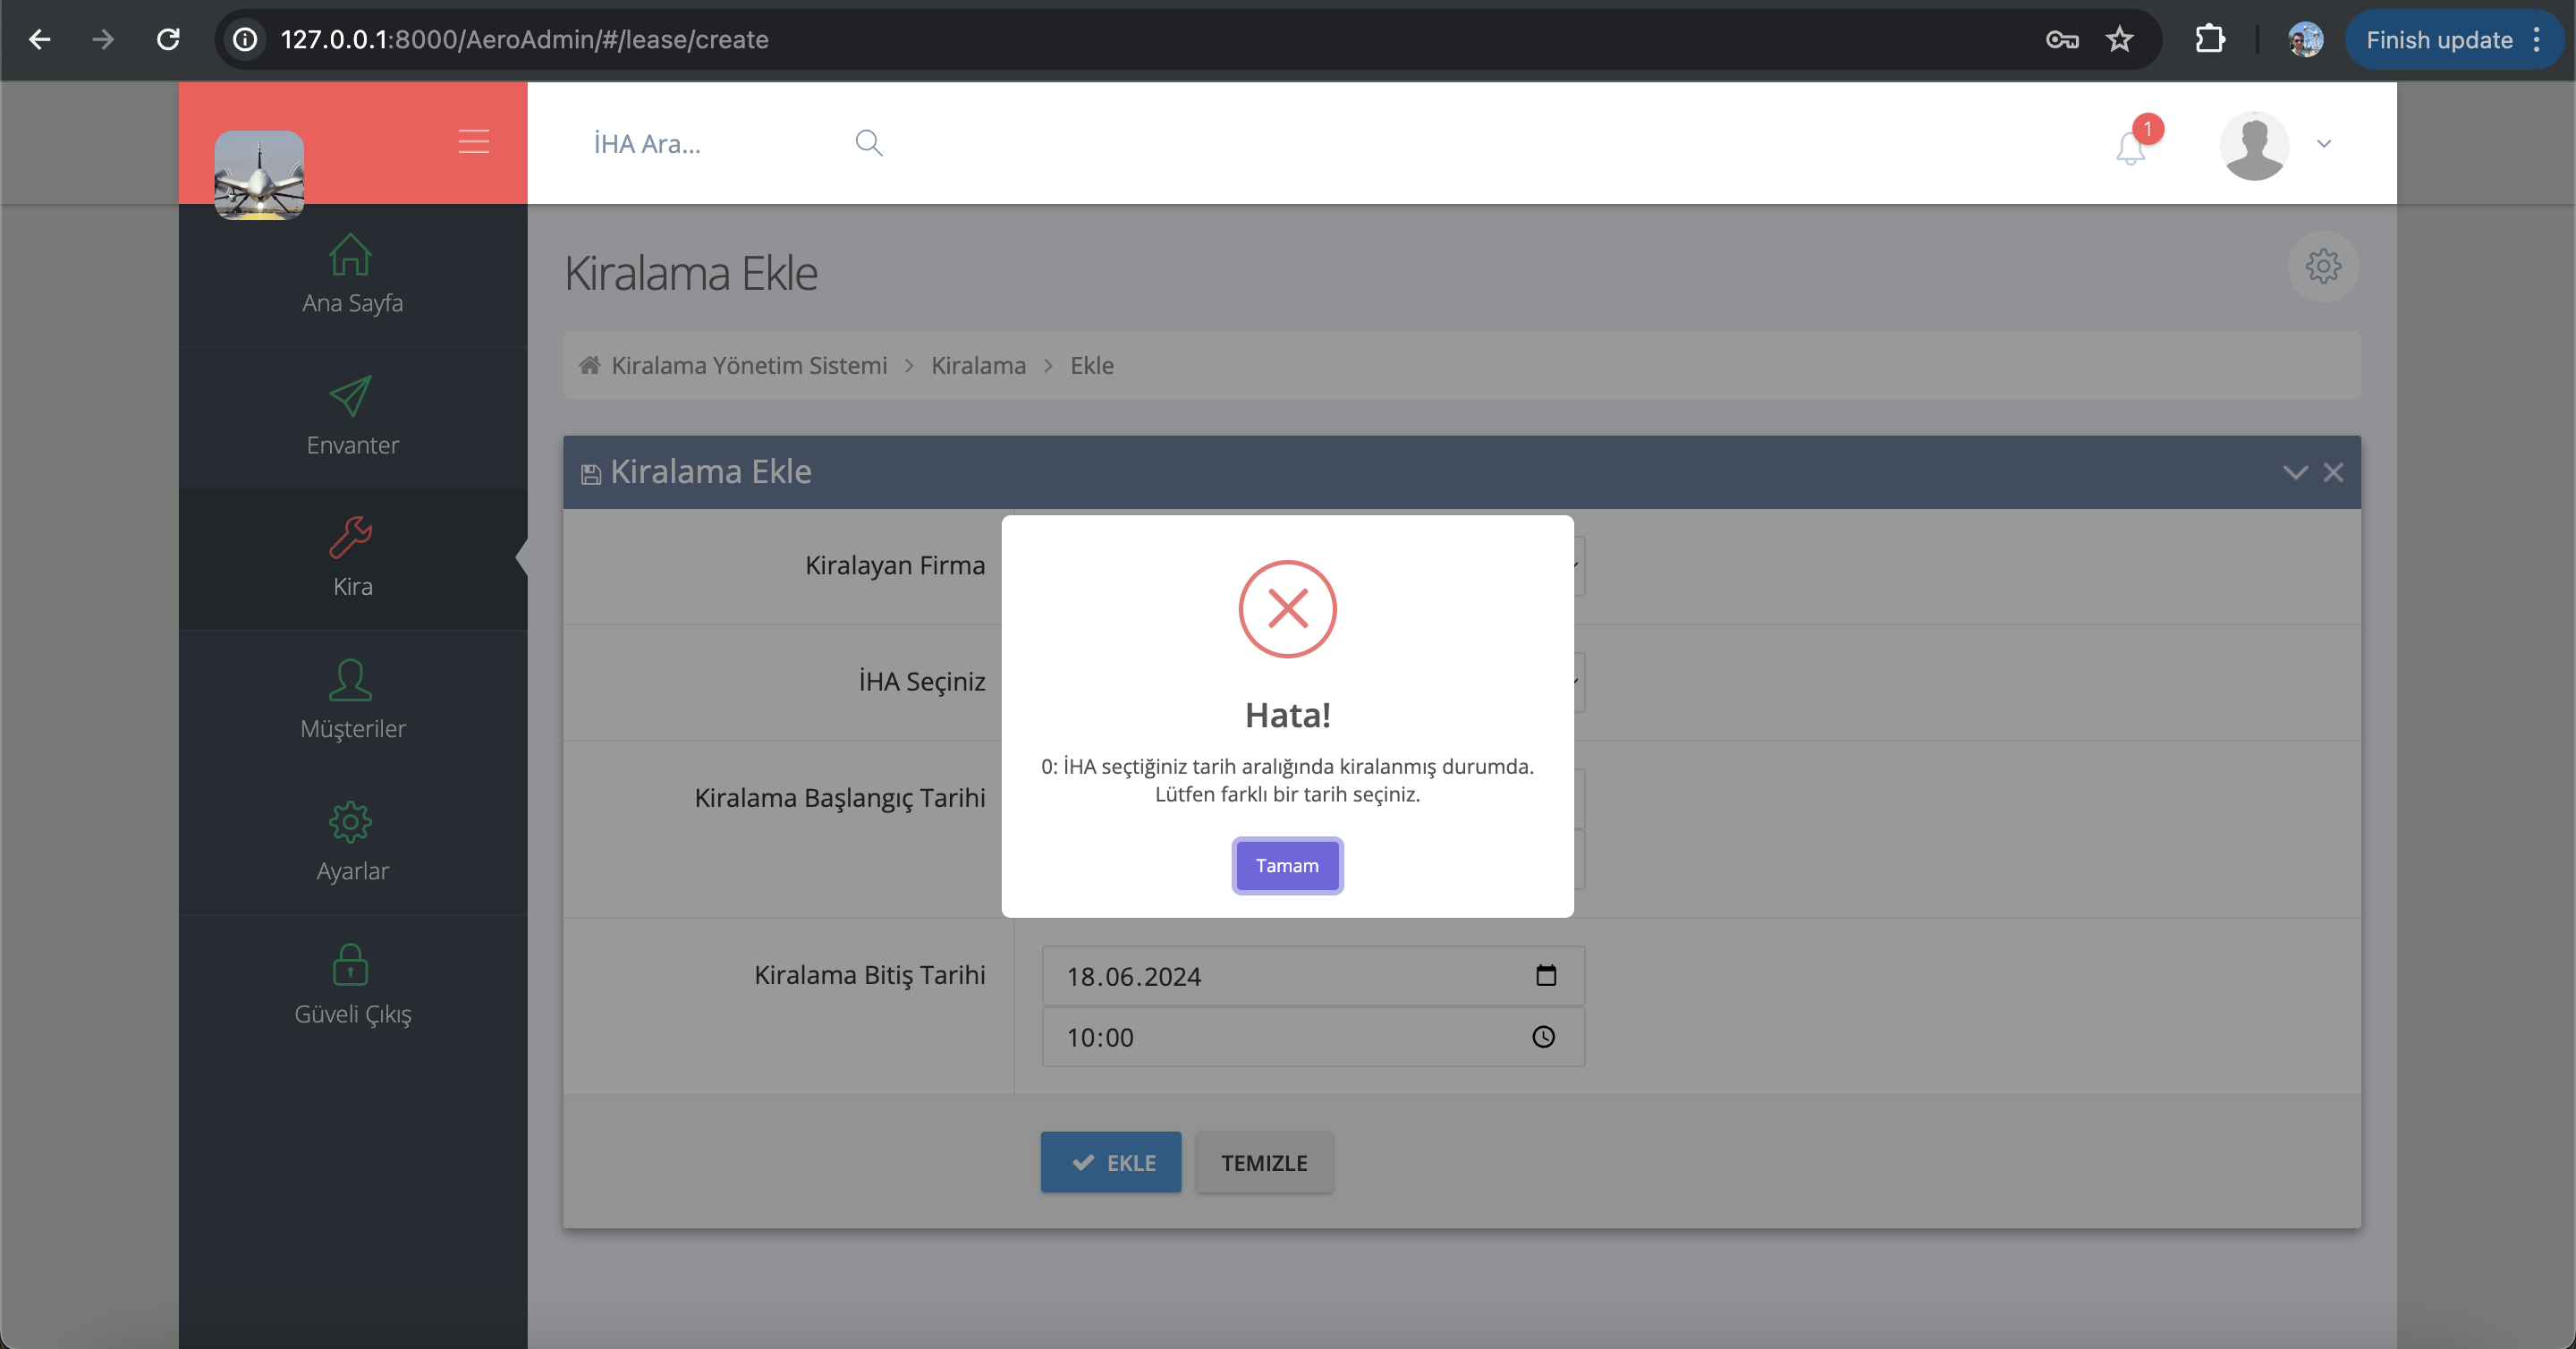 127.0.0.1:8000/AeroAdmin/#/lease/create
Finish update
İHA Ara...
1
Ana Sayfa
Envanter
Kira
Müşteriler
Ayarlar
Güveli Çıkış
Kiralama Ekle
Kiralama Yönetim Sistemi > Kiralama > Ekle
Kiralama Ekle
Kiralayan Firma
İHA Seçiniz
Kiralama Başlangıç Tarihi
Hata!
0: İHA seçtiğiniz tarih aralığında kiralanmış durumda.
Lütfen farklı bir tarih seçiniz.
Tamam
Kiralama Bitiş Tarihi
18.06.2024
10:00
EKLE
TEMIZLE